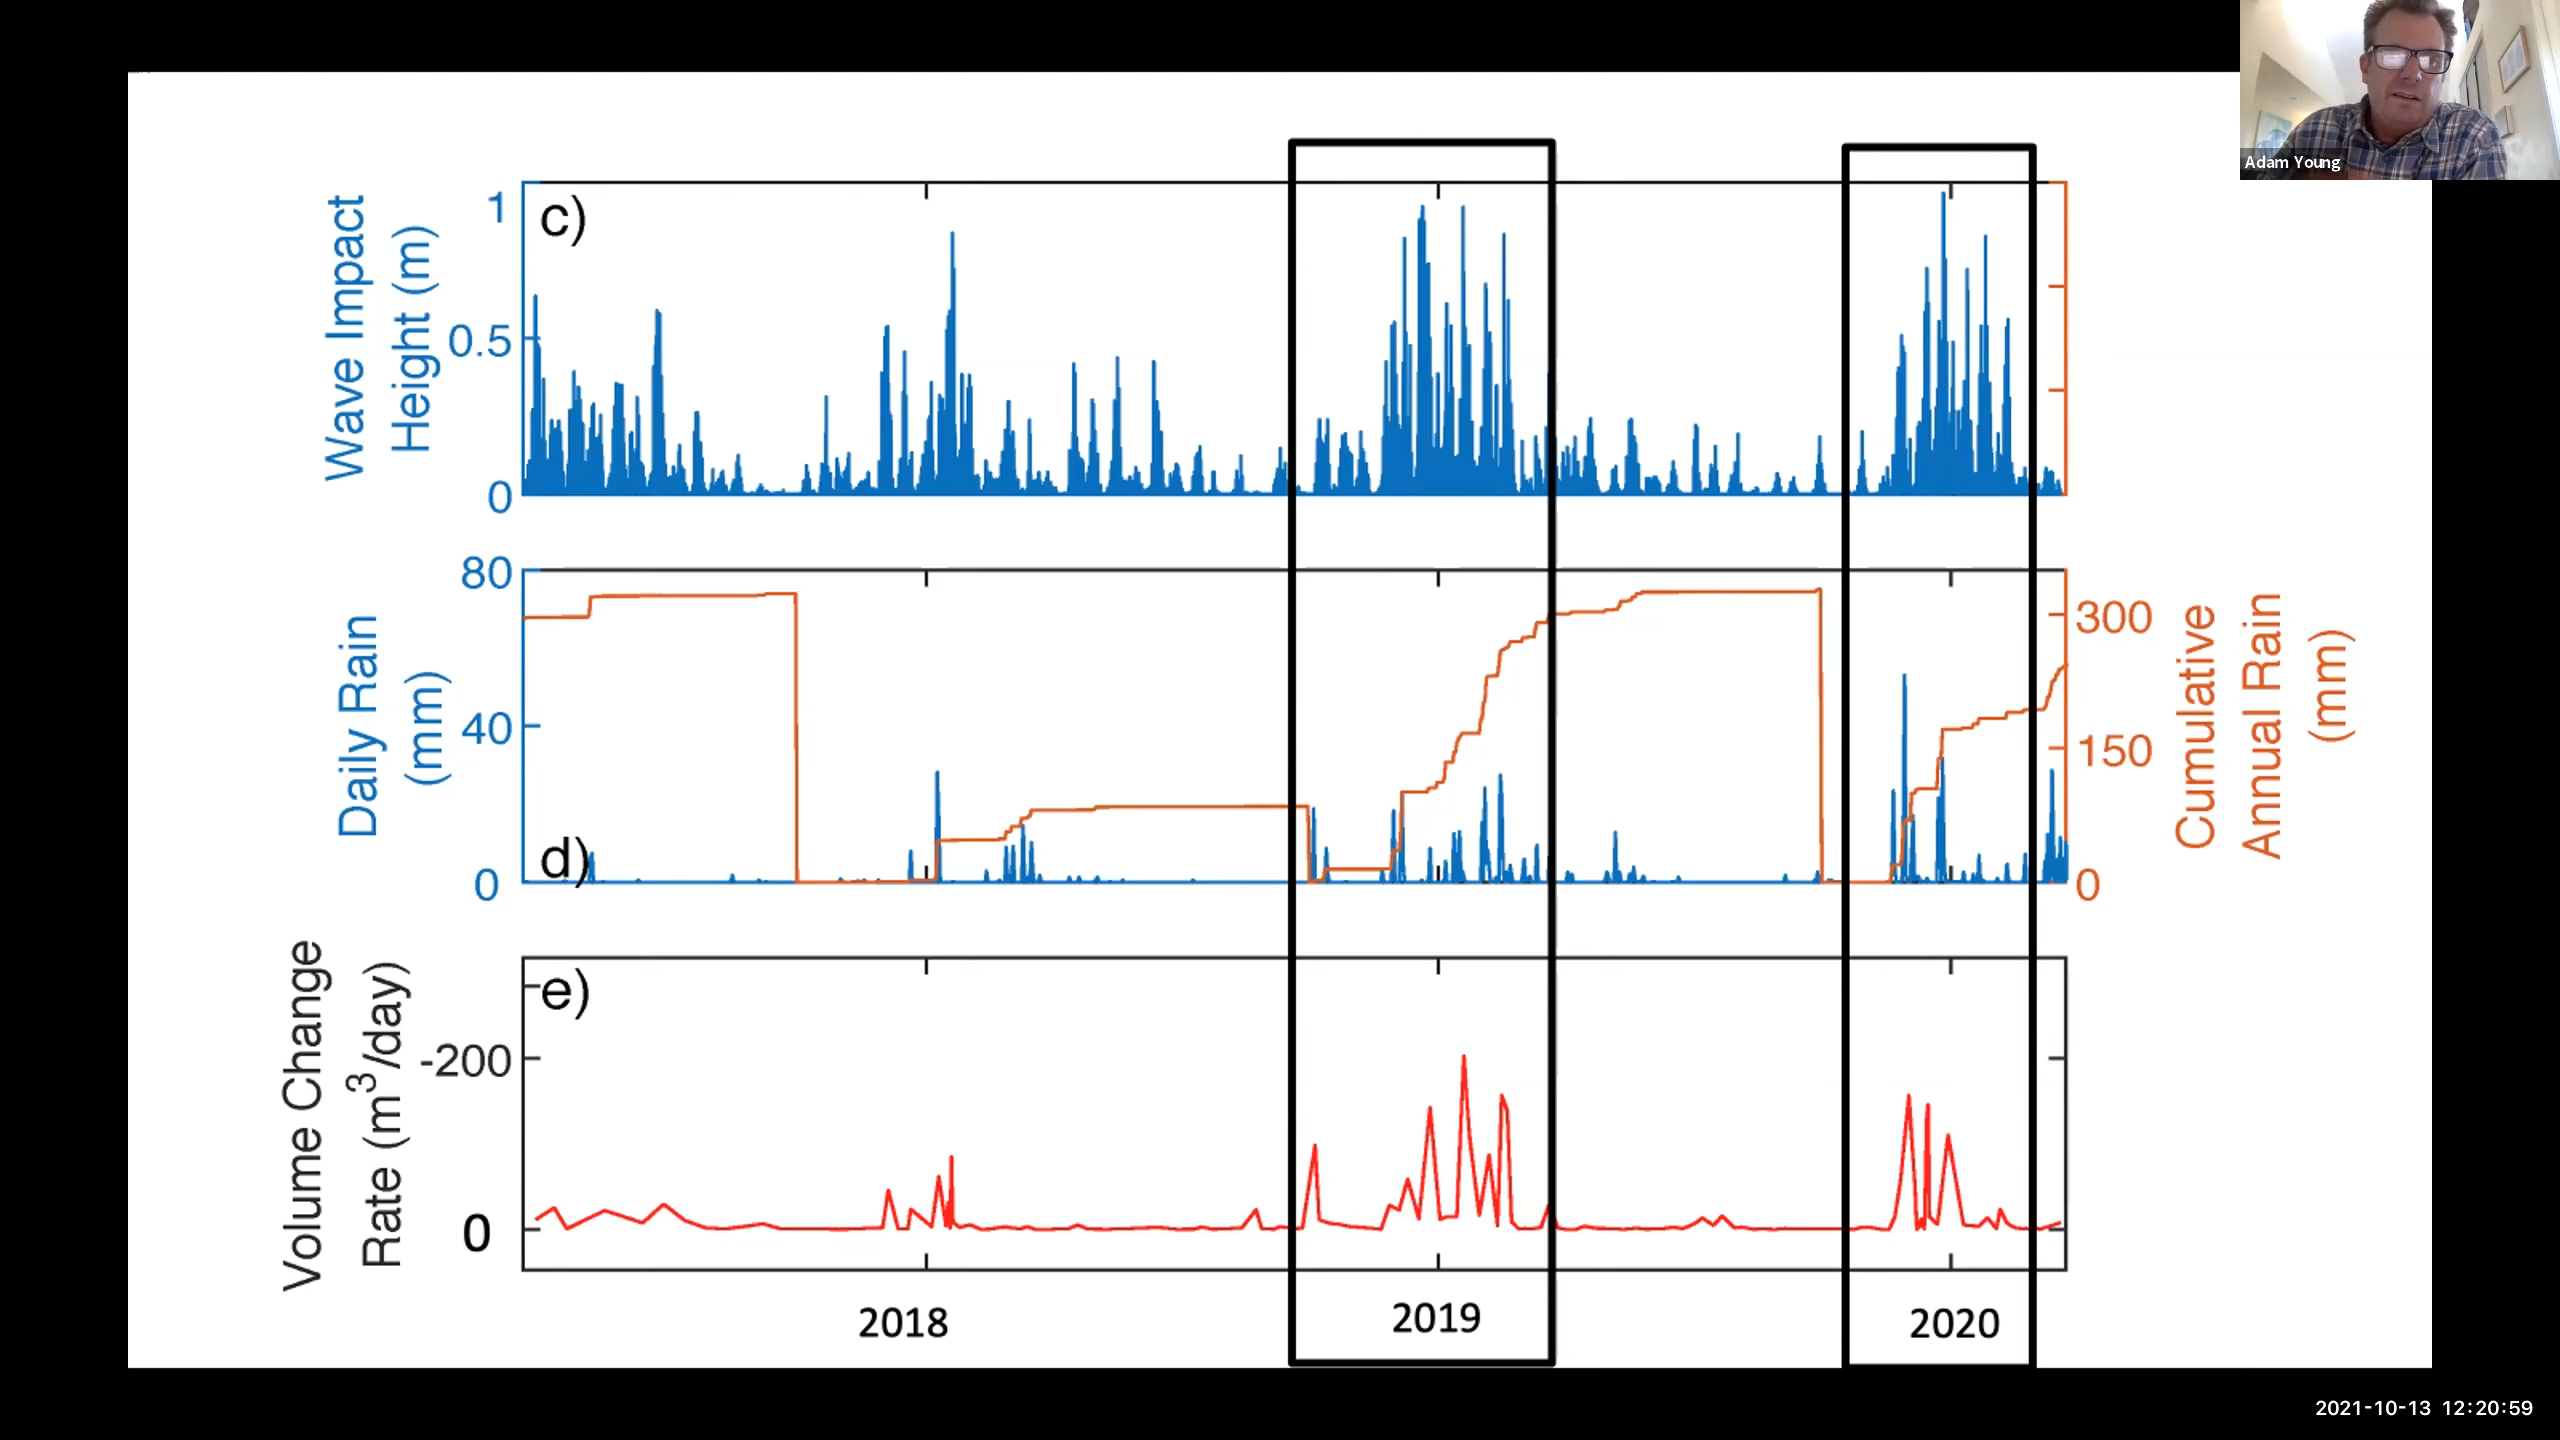 Adam Young
c)
Wave Impact
Height (m)
1
0.5
0
d)
Daily Rain
(mm)
80
40
0
300
150
0
Cumulative
Annual Rain
(mm)
e)
Volume Change
Rate (m³/day)
-200
0
2018
2019
2020
2021-10-13 12:20:59